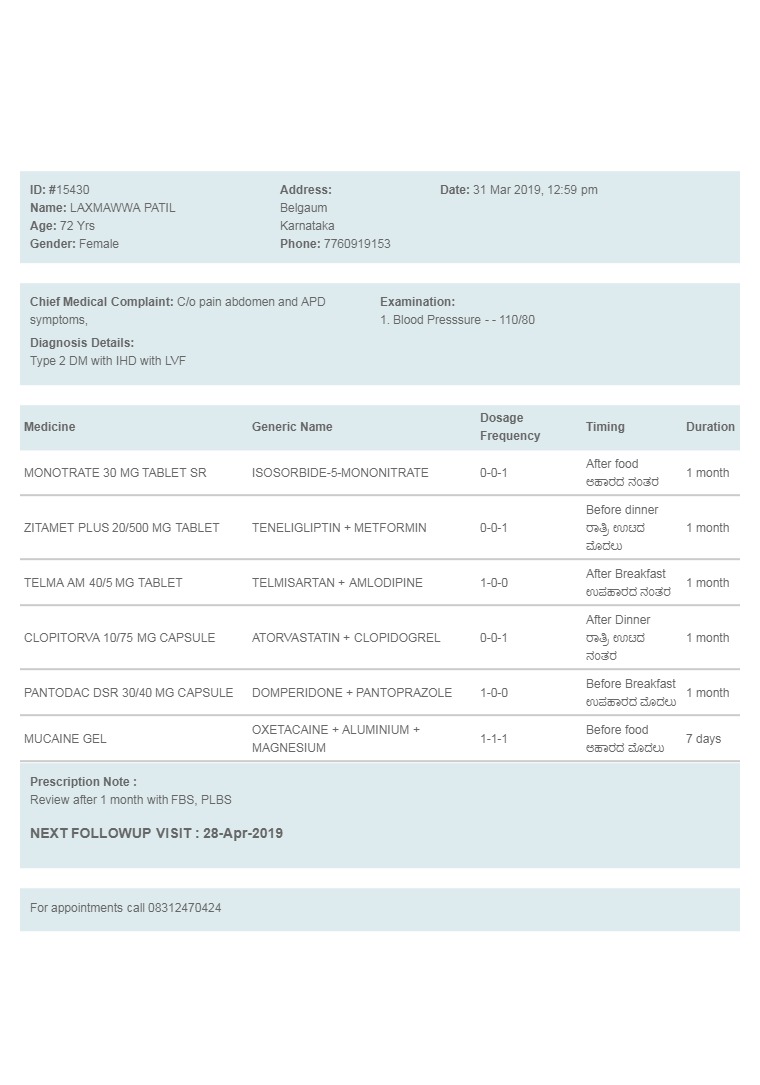 ID: #15430
Name: LAXMAWWA PATIL
Age: 72 Yrs
Gender: Female
Address:
Belgaum
Karnataka
Phone: 7760919153
Date: 31 Mar 2019, 12:59 pm
Chief Medical Complaint: C/o pain abdomen and APD
symptoms,
Diagnosis Details:
Type 2 DM with IHD with LVF
Examination:
1. Blood Presssure - - 110/80
Medicine Generic Name Dosage Frequency Timing Duration
MONOTRATE 30 MG TABLET SR ISOSORBIDE-5-MONONITRATE 0-0-1 After food 1 month
ಆಹಾರದ ನಂತರ
ZITAMET PLUS 20/500 MG TABLET TENELIGLIPTIN + METFORMIN 0-0-1 Before dinner 1 month
ರಾತ್ರಿ ಊಟದ
ಮೊದಲು
TELMA AM 40/5 MG TABLET TELMISARTAN + AMLODIPINE 1-0-0 After Breakfast 1 month
ಉಪಹಾರದ ನಂತರ
CLOPITORVA 10/75 MG CAPSULE ATORVASTATIN + CLOPIDOGREL 0-0-1 After Dinner 1 month
ರಾತ್ರಿ ಊಟದ
ನಂತರ
PANTODAC DSR 30/40 MG CAPSULE DOMPERIDONE + PANTOPRAZOLE 1-0-0 Before Breakfast 1 month
ಉಪಹಾರದ ಮೊದಲು
MUCAINE GEL OXETACAINE + ALUMINIUM + MAGNESIUM 1-1-1 Before food 7 days
ಆಹಾರದ ಮೊದಲು
Prescription Note :
Review after 1 month with FBS, PLBS
NEXT FOLLOWUP VISIT : 28-Apr-2019
For appointments call 08312470424